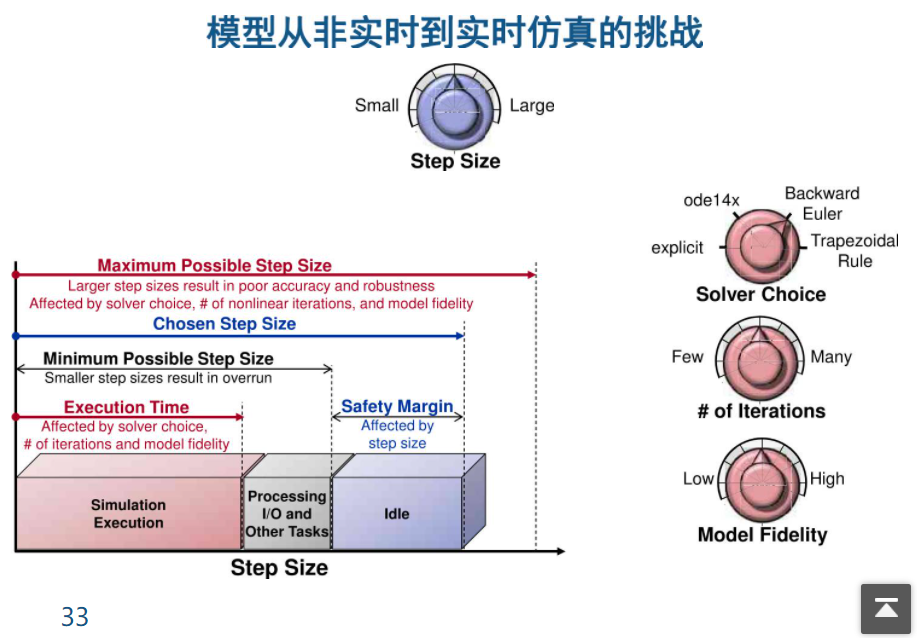 模型从非实时到实时仿真的挑战
Small
Large
Step Size
ode14x
Backward
Euler
explicit
Trapezoidal
Rule
Solver Choice
Few
Many
# of Iterations
Low
High
Model Fidelity
Maximum Possible Step Size
Larger step sizes result in poor accuracy and robustness
Affected by solver choice, # of nonlinear iterations, and model fidelity
Chosen Step Size
Minimum Possible Step Size
Smaller step sizes result in overrun
Execution Time
Affected by solver choice,
# of iterations and model fidelity
Safety Margin
Affected by
step size
Simulation
Execution
Processing
I/O and
Other Tasks
Idle
Step Size
33